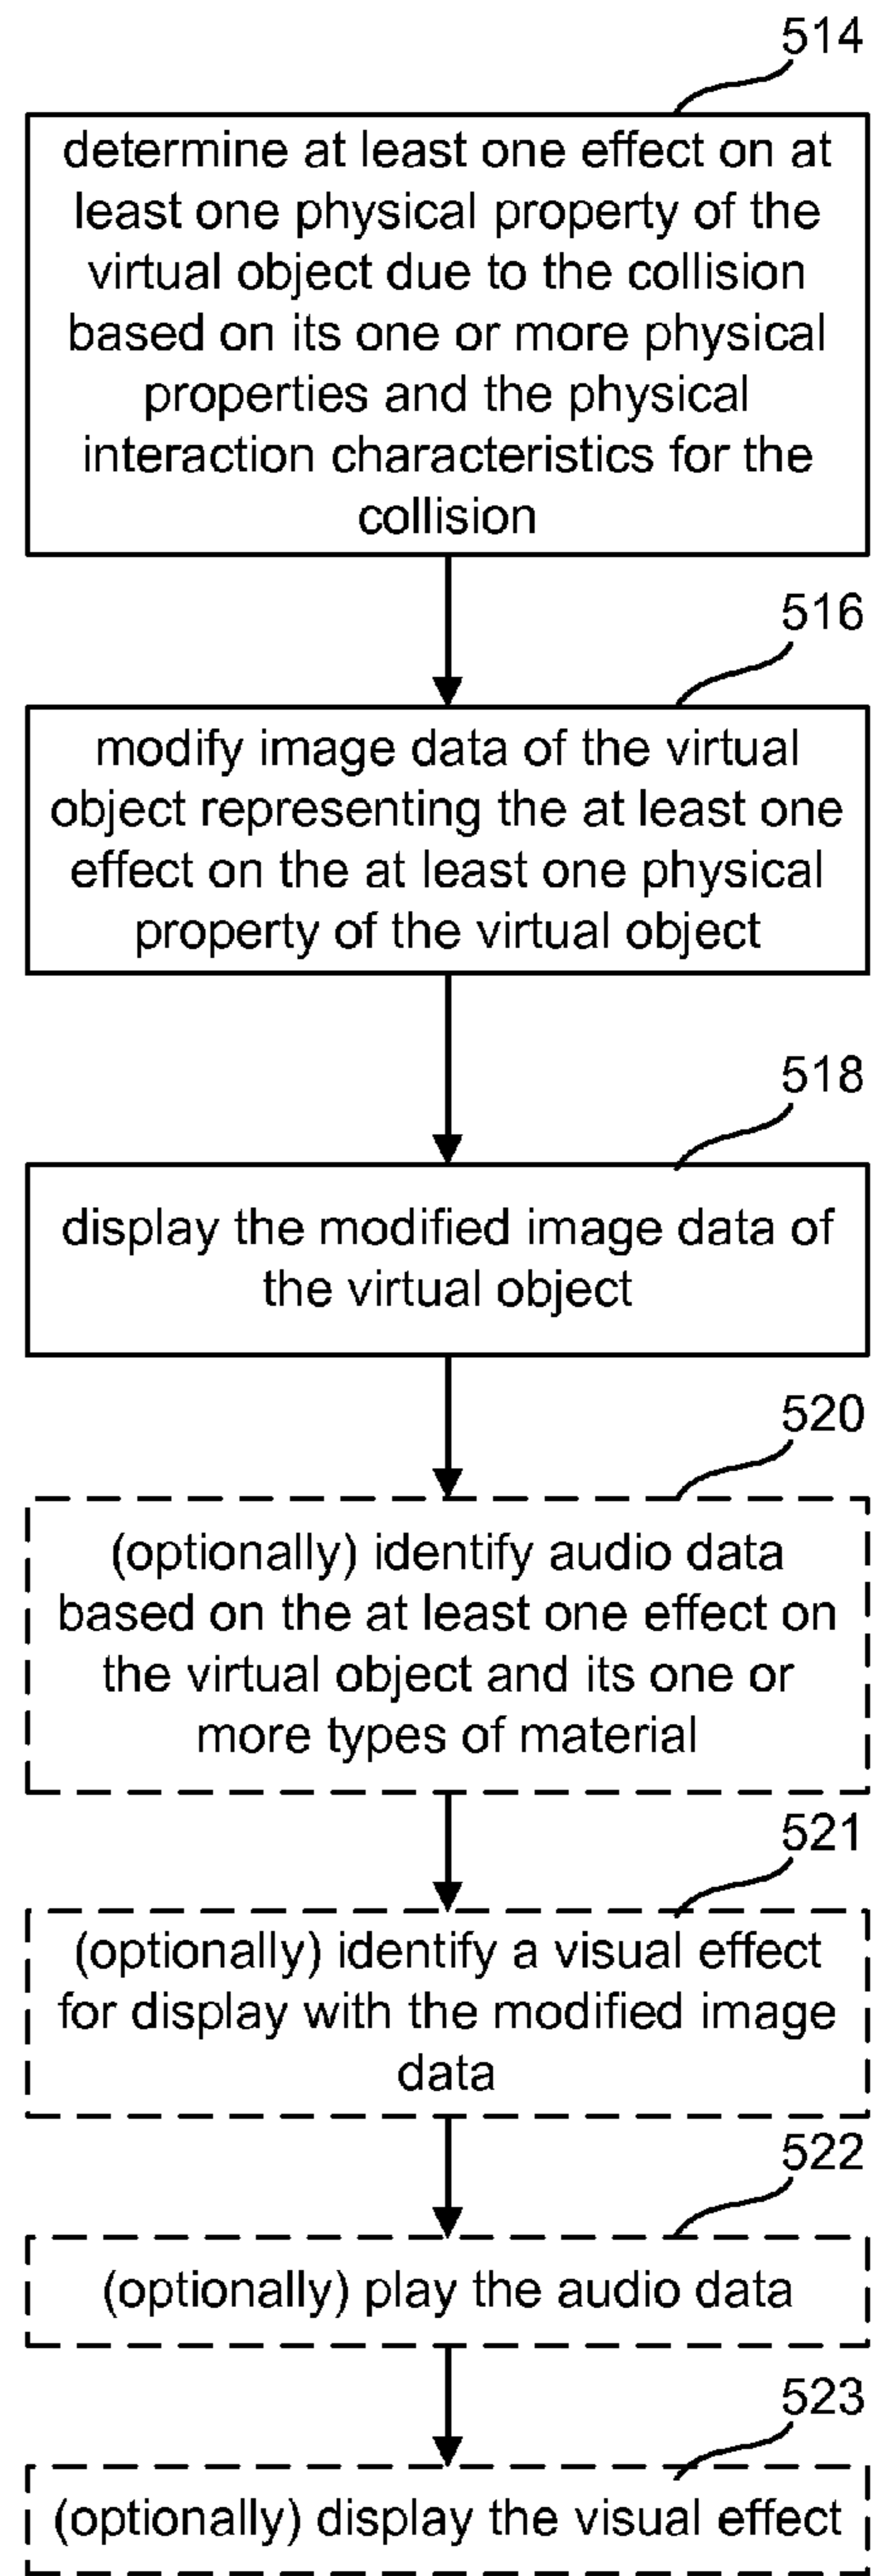 514
determine at least one effect on at
least one physical property of the
virtual object due to the collision
based on its one or more physical
properties and the physical
interaction characteristics for the
collision
516
modify image data of the virtual
object representing the at least one
effect on the at least one physical
property of the virtual object
518
display the modified image data of
the virtual object
520
(optionally) identify audio data
based on the at least one effect on
the virtual object and its one or
more types of material
521
(optionally) identify a visual effect
for display with the modified image
data
522
(optionally) play the audio data
523
(optionally) display the visual effect